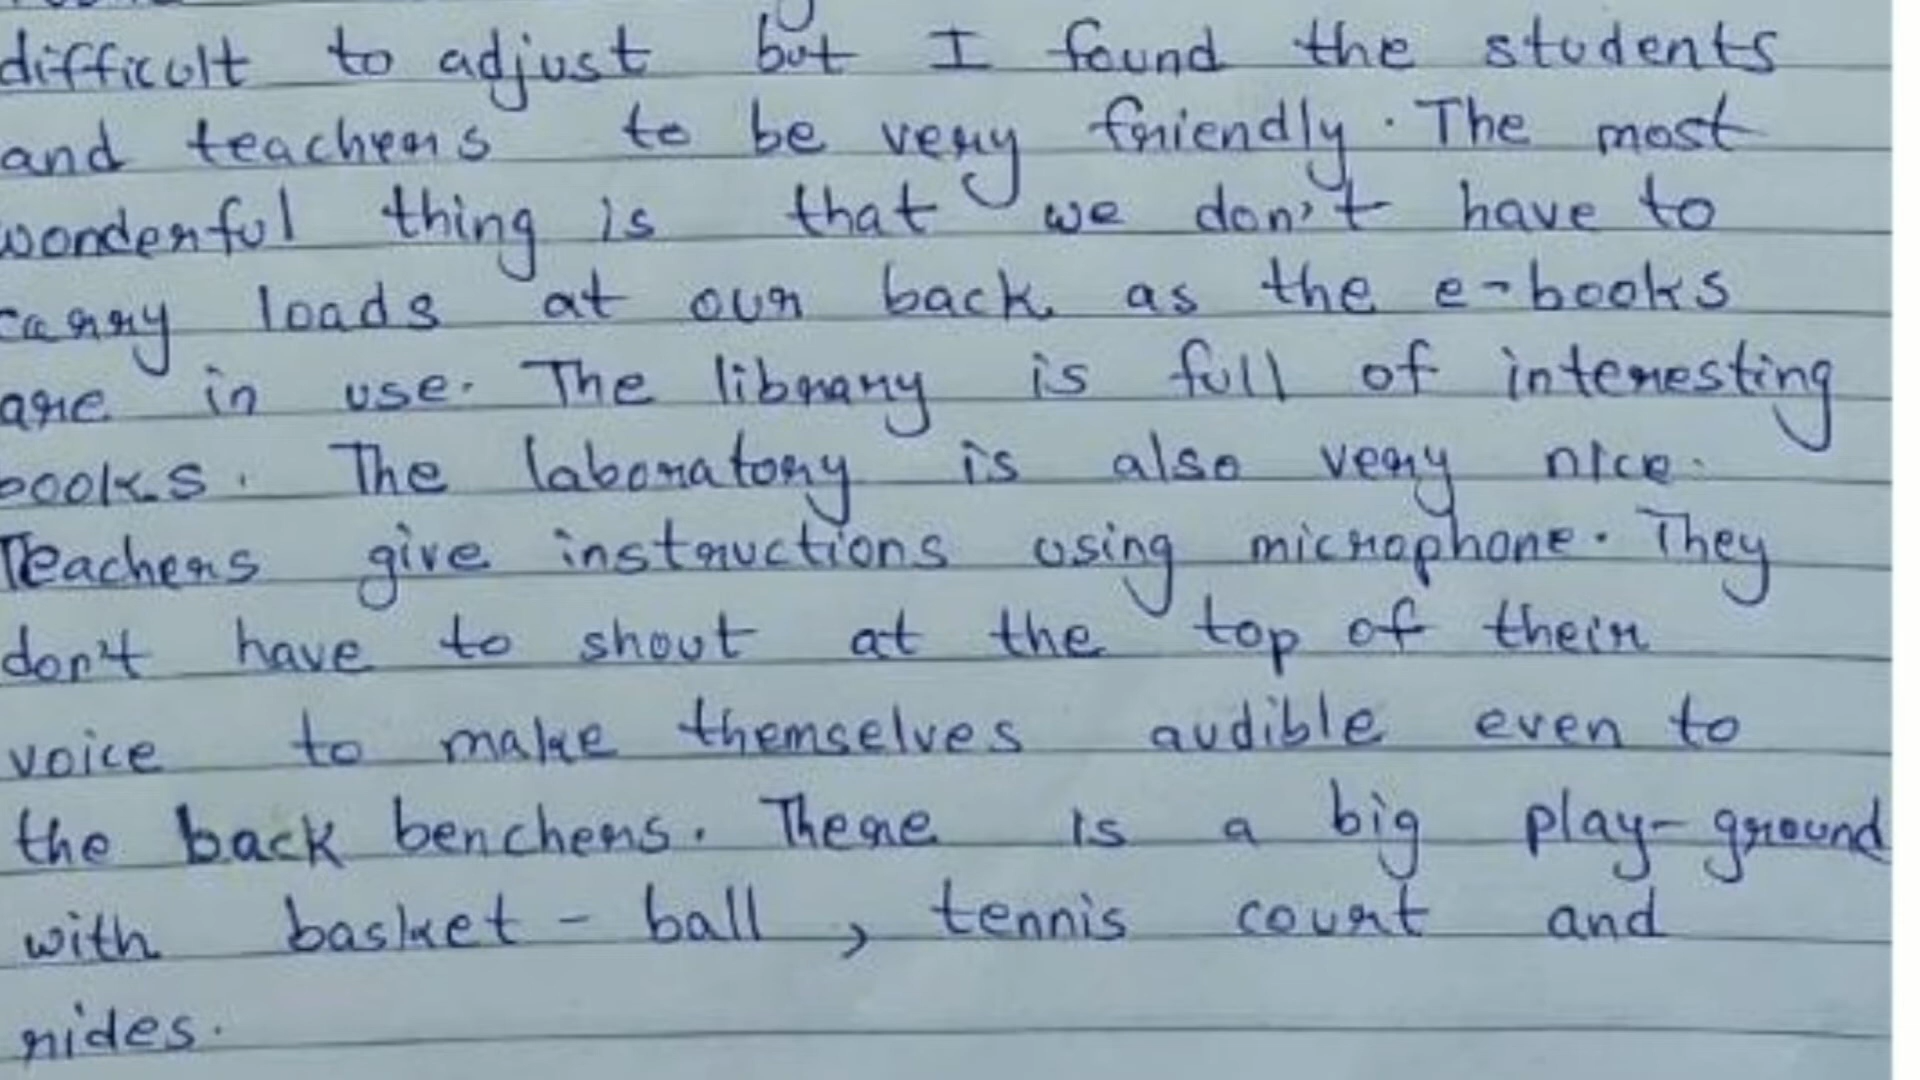 difficult to adjust but I found the students
and teachers to be very friendly. The most
wonderful thing is that we don't have to
carry loads at our back as the e-books
are in use. The library is full of interesting
books. The laboratory is also very nice.
Teachers give instructions using microphone. They
don't have to shout at the top of their
voice to make themselves audible even to
the back benchers. There is a big play-ground
with basket-ball, tennis court and
rides.